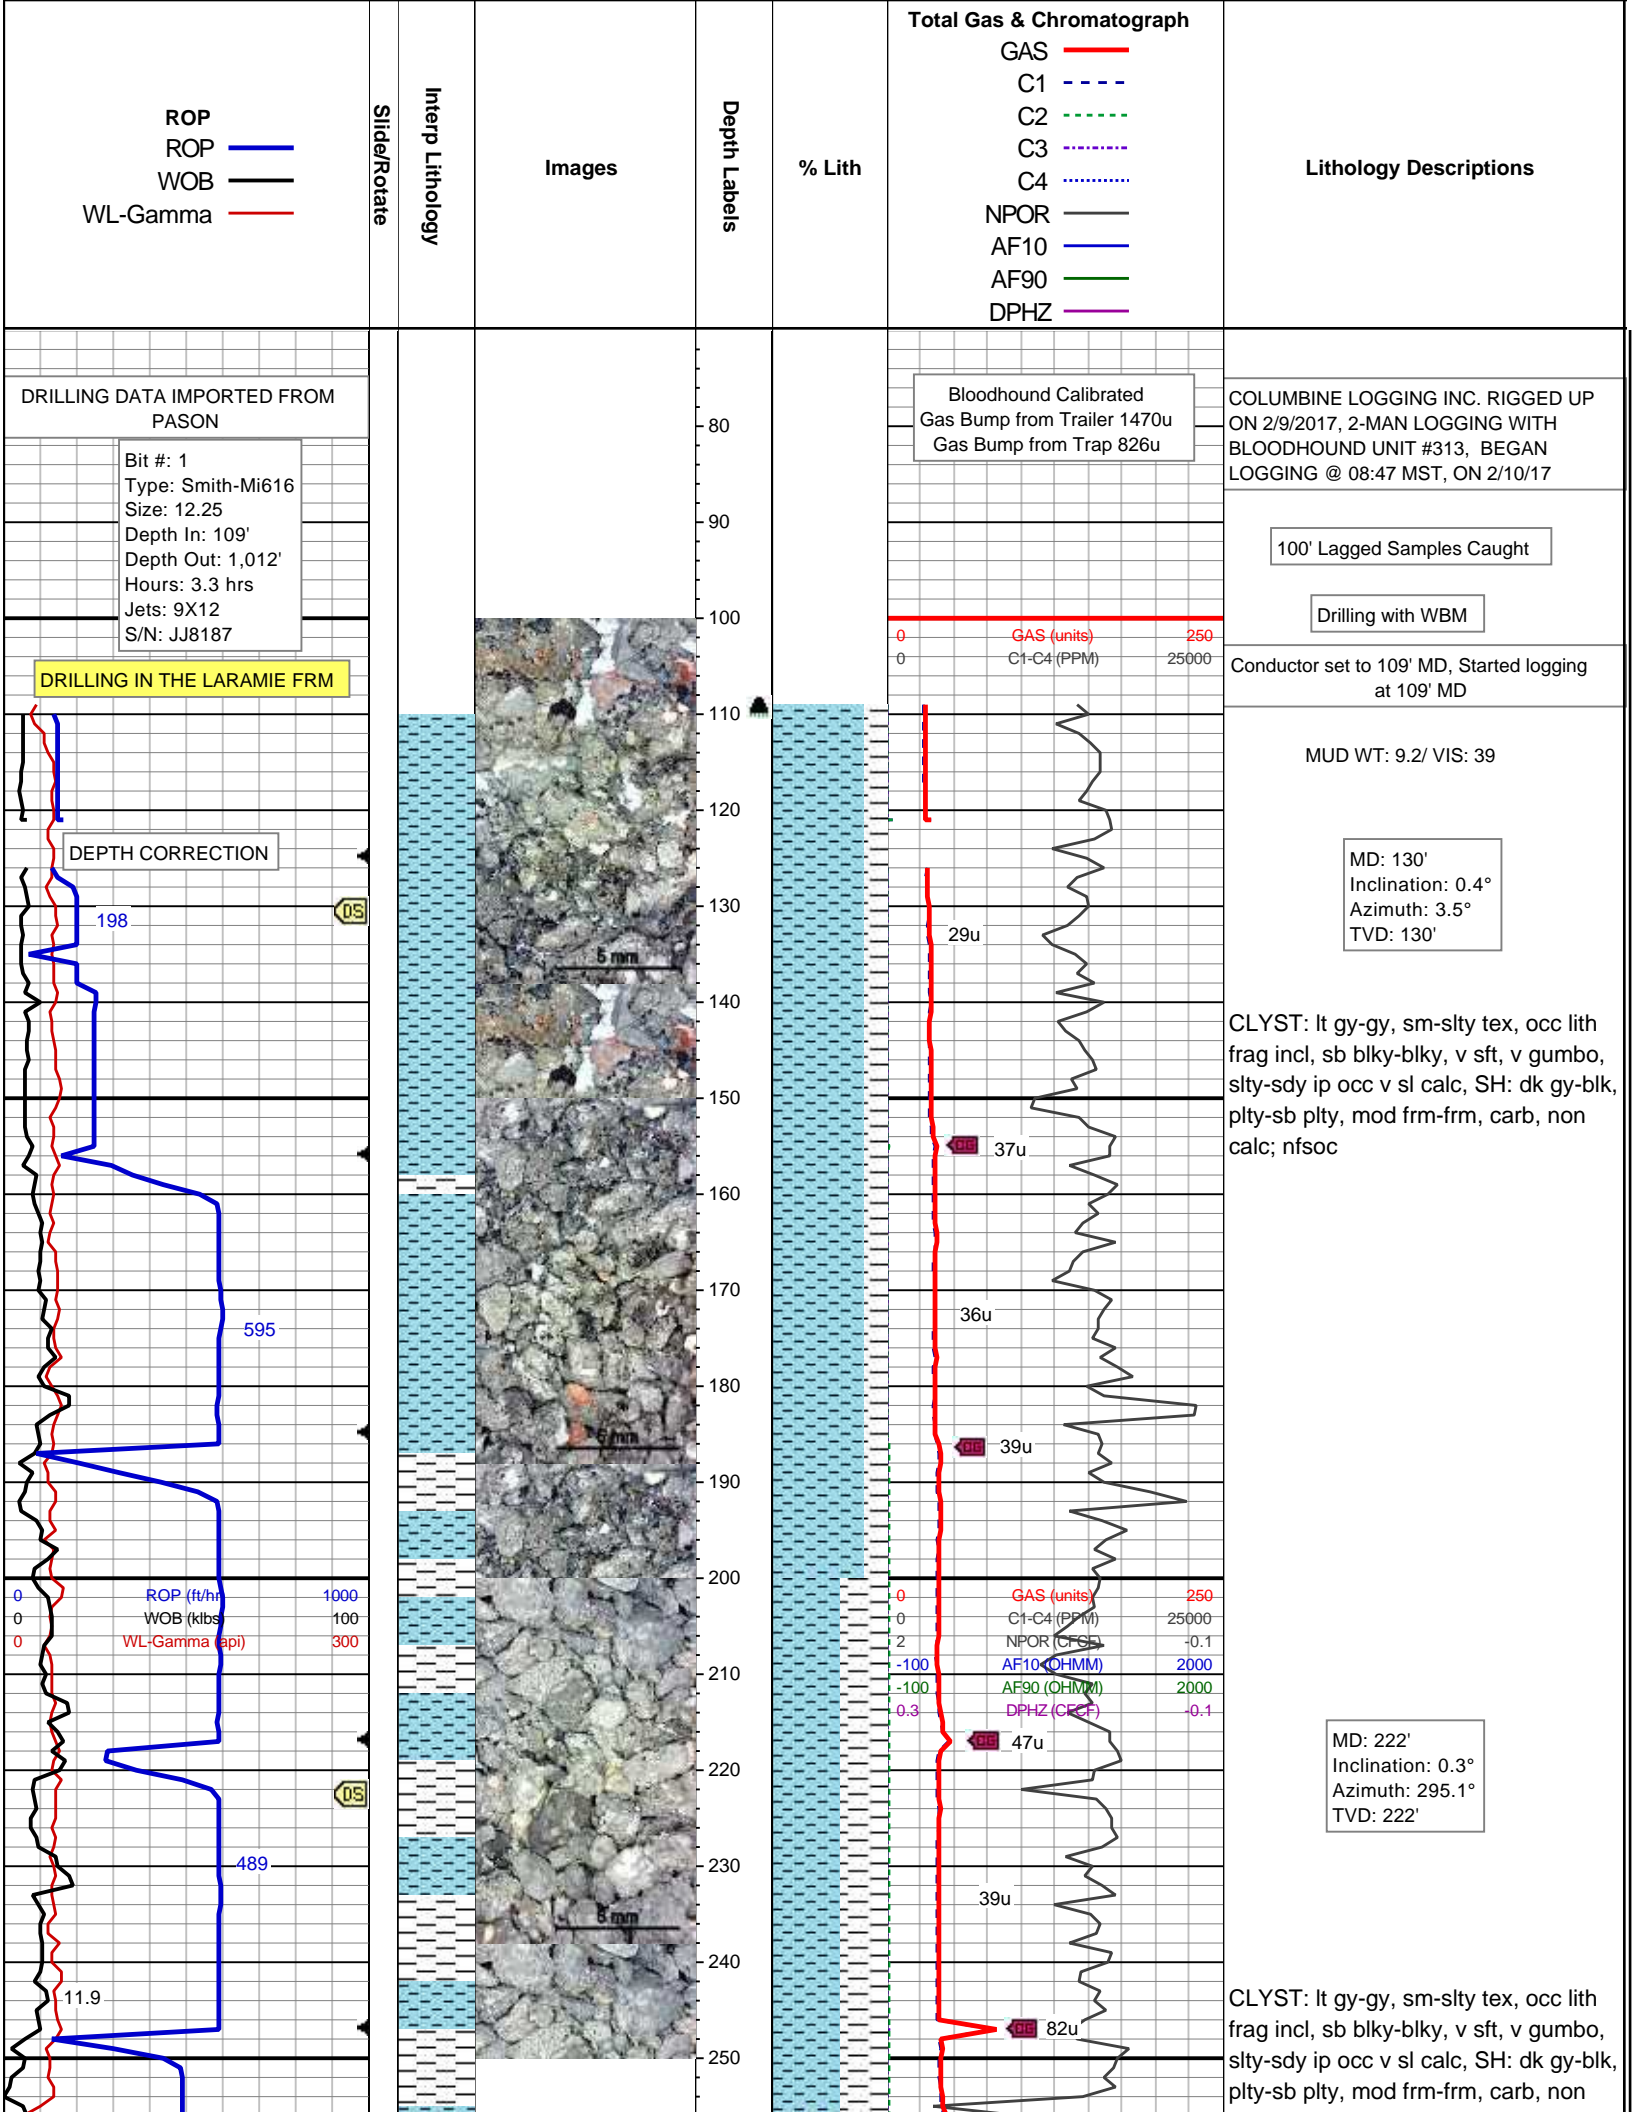 ROP
ROP
WOB
WL-Gamma
Slide/Rotate
Interp Lithology
Images
Depth Labels
% Lith
Total Gas & Chromatograph
GAS
C1
C2
C3
C4
NPOR
AF10
AF90
DPHZ
Lithology Descriptions
DRILLING DATA IMPORTED FROM
PASON
Bit #: 1
Type: Smith-Mi616
Size: 12.25
Depth In: 109'
Depth Out: 1,012'
Hours: 3.3 hrs
Jets: 9X12
S/N: JJ8187
DRILLING IN THE LARAMIE FRM
DEPTH CORRECTION
DS
198
595
0 ROP (ft/hr) 1000
0 WOB (klbs) 100
0 WL-Gamma (api) 300
DS
489
11.9
5 mm
5 mm
5 mm
80
90
100
110
120
130
140
150
160
170
180
190
200
210
220
230
240
250
Bloodhound Calibrated
Gas Bump from Trailer 1470u
Gas Bump from Trap 826u
0 GAS (units) 250
0 C1-C4 (PPM) 25000
29u
CG 37u
36u
CG 39u
0 GAS (units) 250
0 C1-C4 (PPM) 25000
2 NPOR (CFCF) -0.1
-100 AF10 (OHMM) 2000
-100 AF90 (OHMM) 2000
0.3 DPHZ (CFCF) -0.1
CG 47u
39u
CG 82u
COLUMBINE LOGGING INC. RIGGED UP
ON 2/9/2017, 2-MAN LOGGING WITH
BLOODHOUND UNIT #313, BEGAN
LOGGING @ 08:47 MST, ON 2/10/17
100' Lagged Samples Caught
Drilling with WBM
Conductor set to 109' MD, Started logging
at 109' MD
MUD WT: 9.2/ VIS: 39
MD: 130'
Inclination: 0.4°
Azimuth: 3.5°
TVD: 130'
CLYST: lt gy-gy, sm-slty tex, occ lith
frag incl, sb blky-blky, v sft, v gumbo,
slty-sdy ip occ v sl calc, SH: dk gy-blk,
plty-sb plty, mod frm-frm, carb, non
calc; nfsoc
MD: 222'
Inclination: 0.3°
Azimuth: 295.1°
TVD: 222'
CLYST: lt gy-gy, sm-slty tex, occ lith
frag incl, sb blky-blky, v sft, v gumbo,
slty-sdy ip occ v sl calc, SH: dk gy-blk,
plty-sb plty, mod frm-frm, carb, non